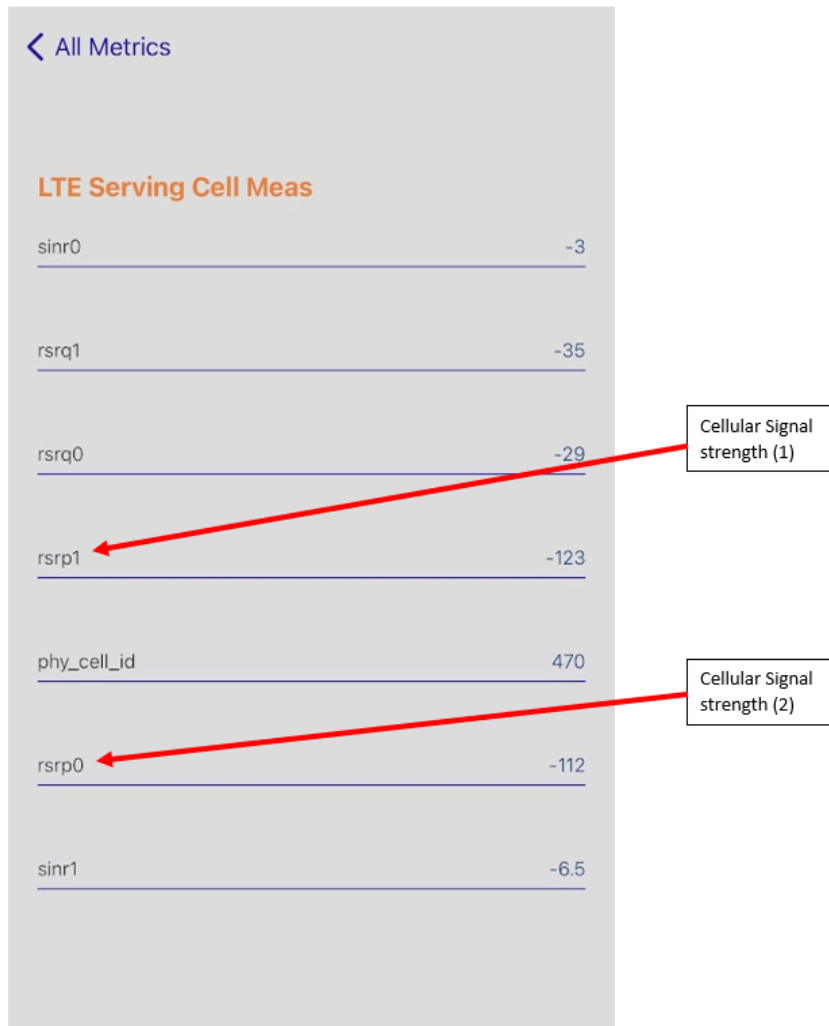 All Metrics
LTE Serving Cell Meas
sinr0 -3
rsrq1 -35
rsrq0 -29
Cellular Signal
strength (1)
rsrp1 -123
phy_cell_id 470
Cellular Signal
strength (2)
rsrp0 -112
sinr1 -6.5